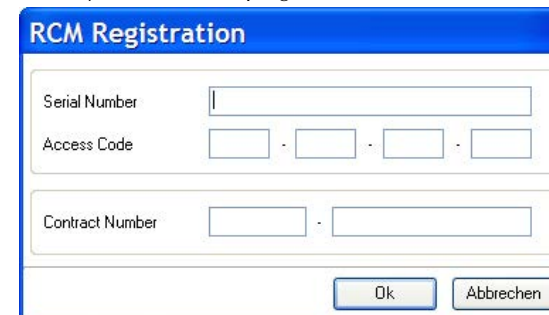 RCM Registration
Serial Number
Access Code - - -
Contract Number -
Ok Abbrechen